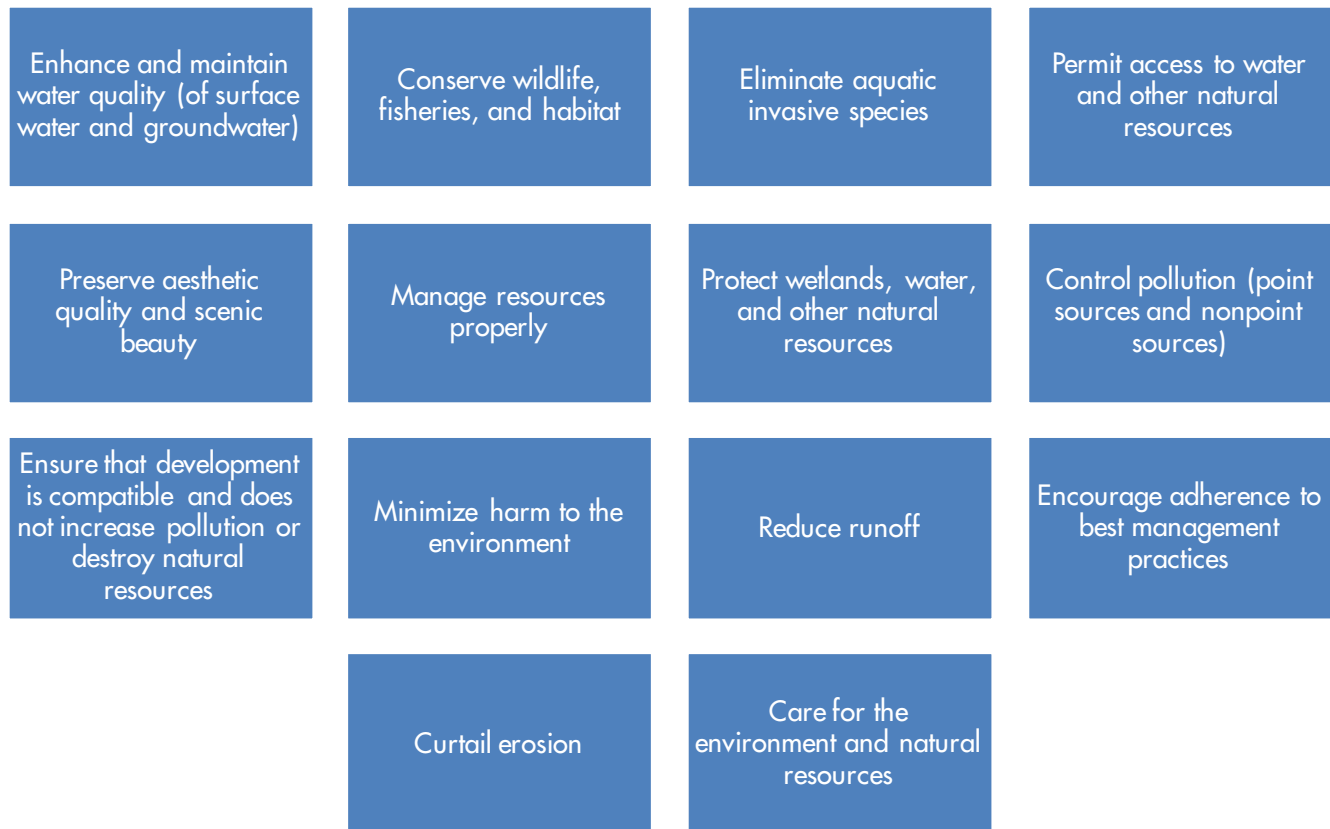 Enhance and maintain
water quality (of surface
water and groundwater)
Conserve wildlife,
fisheries, and habitat
Eliminate aquatic
invasive species
Permit access to water
and other natural
resources
Preserve aesthetic
quality and scenic
beauty
Manage resources
properly
Protect wetlands, water,
and other natural
resources
Control pollution (point
sources and nonpoint
sources)
Ensure that development
is compatible and does
not increase pollution or
destroy natural
resources
Minimize harm to the
environment
Reduce runoff
Encourage adherence to
best management
practices
Curtail erosion
Care for the
environment and natural
resources